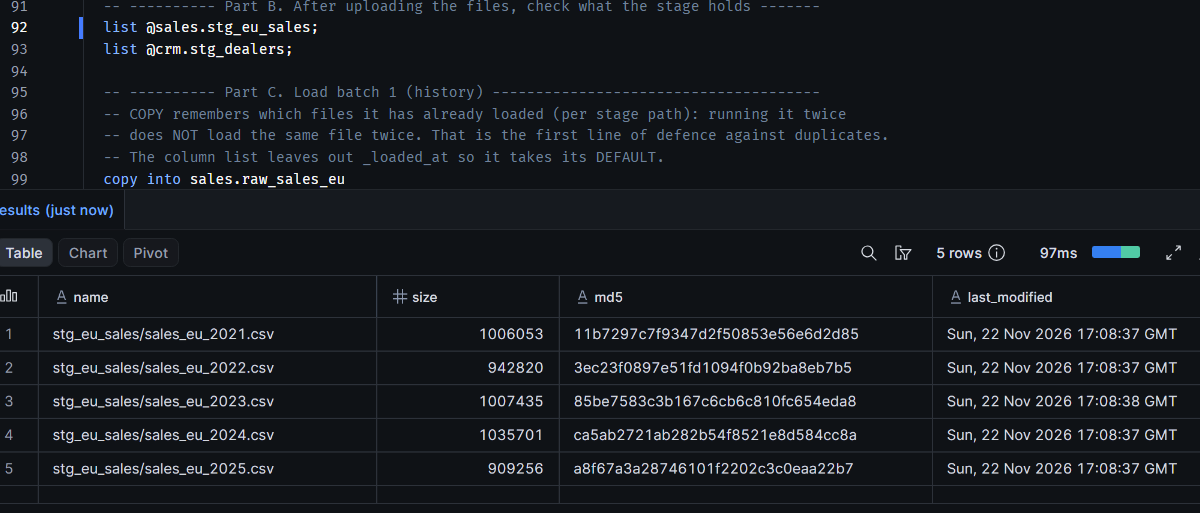 91 -- ---------- Part B. After uploading the files, check what the stage holds -------
92 list @sales.stg_eu_sales;
93 list @crm.stg_dealers;
94
95 -- ---------- Part C. Load batch 1 (history) --------------------------------------
96 -- COPY remembers which files it has already loaded (per stage path): running it twice
97 -- does NOT load the same file twice. That is the first line of defence against duplicates.
98 -- The column list leaves out _loaded_at so it takes its DEFAULT.
99 copy into sales.raw_sales_eu
esults (just now)
Table Chart Pivot 5 rows 97ms
A name # size A md5 A last_modified
1 stg_eu_sales/sales_eu_2021.csv 1006053 11b7297c7f9347d2f50853e56e6d2d85 Sun, 22 Nov 2026 17:08:37 GMT
2 stg_eu_sales/sales_eu_2022.csv 942820 3ec23f0897e51fd1094f0b92ba8eb7b5 Sun, 22 Nov 2026 17:08:37 GMT
3 stg_eu_sales/sales_eu_2023.csv 1007435 85be7583c3b167c6cb6c810fc654eda8 Sun, 22 Nov 2026 17:08:38 GMT
4 stg_eu_sales/sales_eu_2024.csv 1035701 ca5ab2721ab282b54f8521e8d584cc8a Sun, 22 Nov 2026 17:08:37 GMT
5 stg_eu_sales/sales_eu_2025.csv 909256 a8f67a3a28746101f2202c3c0eaa22b7 Sun, 22 Nov 2026 17:08:37 GMT